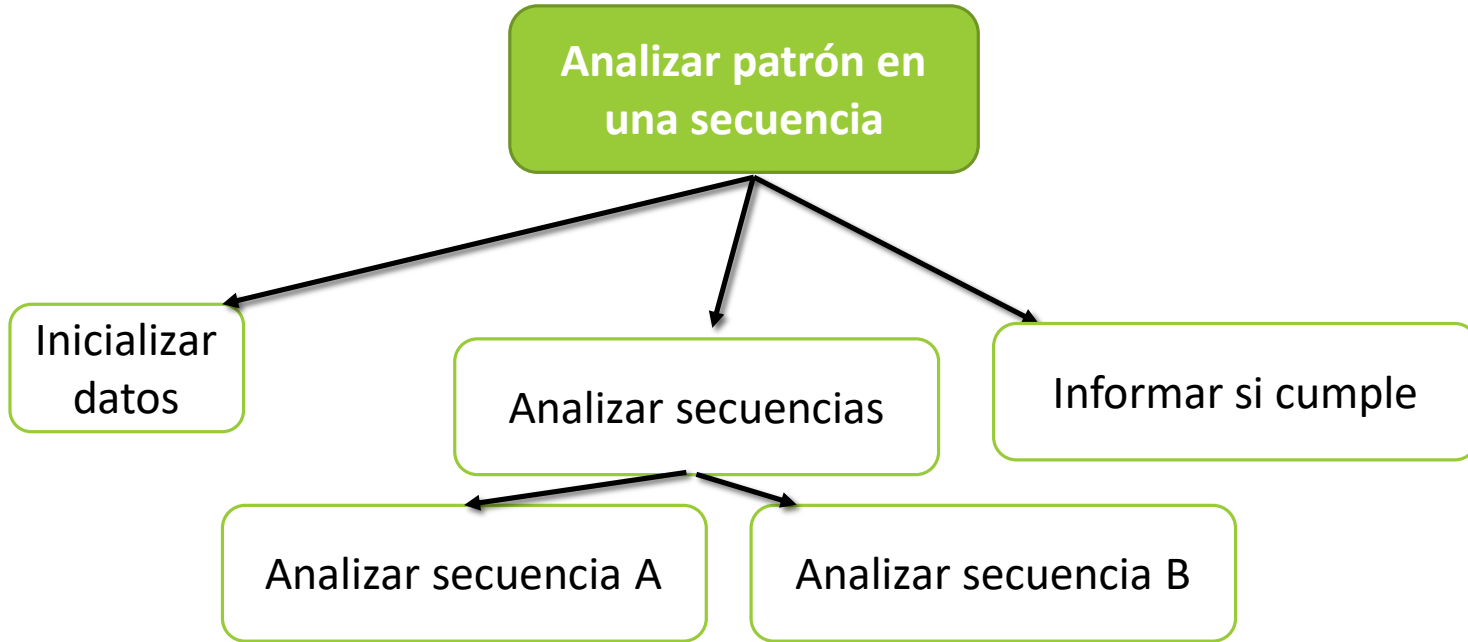 Analizar patrón en
una secuencia
Inicializar
datos
Analizar secuencias
Informar si cumple
Analizar secuencia A
Analizar secuencia B